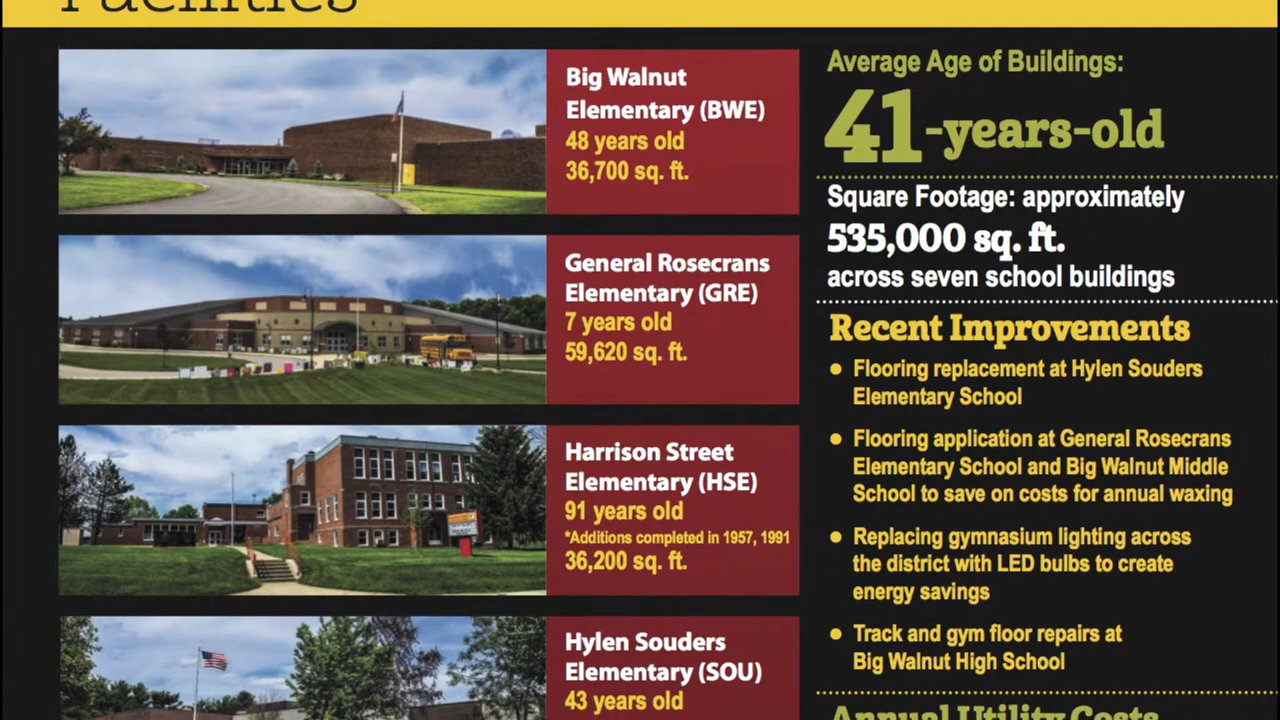 Facilities
Big Walnut
Elementary (BWE)
48 years old
36,700 sq. ft.
General Rosecrans
Elementary (GRE)
7 years old
59,620 sq. ft.
Harrison Street
Elementary (HSE)
91 years old
*Additions completed in 1957, 1991
36,200 sq. ft.
Hylen Souders
Elementary (SOU)
43 years old
Average Age of Buildings:
41-years-old
Square Footage: approximately
535,000 sq. ft.
across seven school buildings
Recent Improvements
• Flooring replacement at Hylen Souders
Elementary School
• Flooring application at General Rosecrans
Elementary School and Big Walnut Middle
School to save on costs for annual waxing
• Replacing gymnasium lighting across
the district with LED bulbs to create
energy savings
• Track and gym floor repairs at
Big Walnut High School
Annual Utility Costs